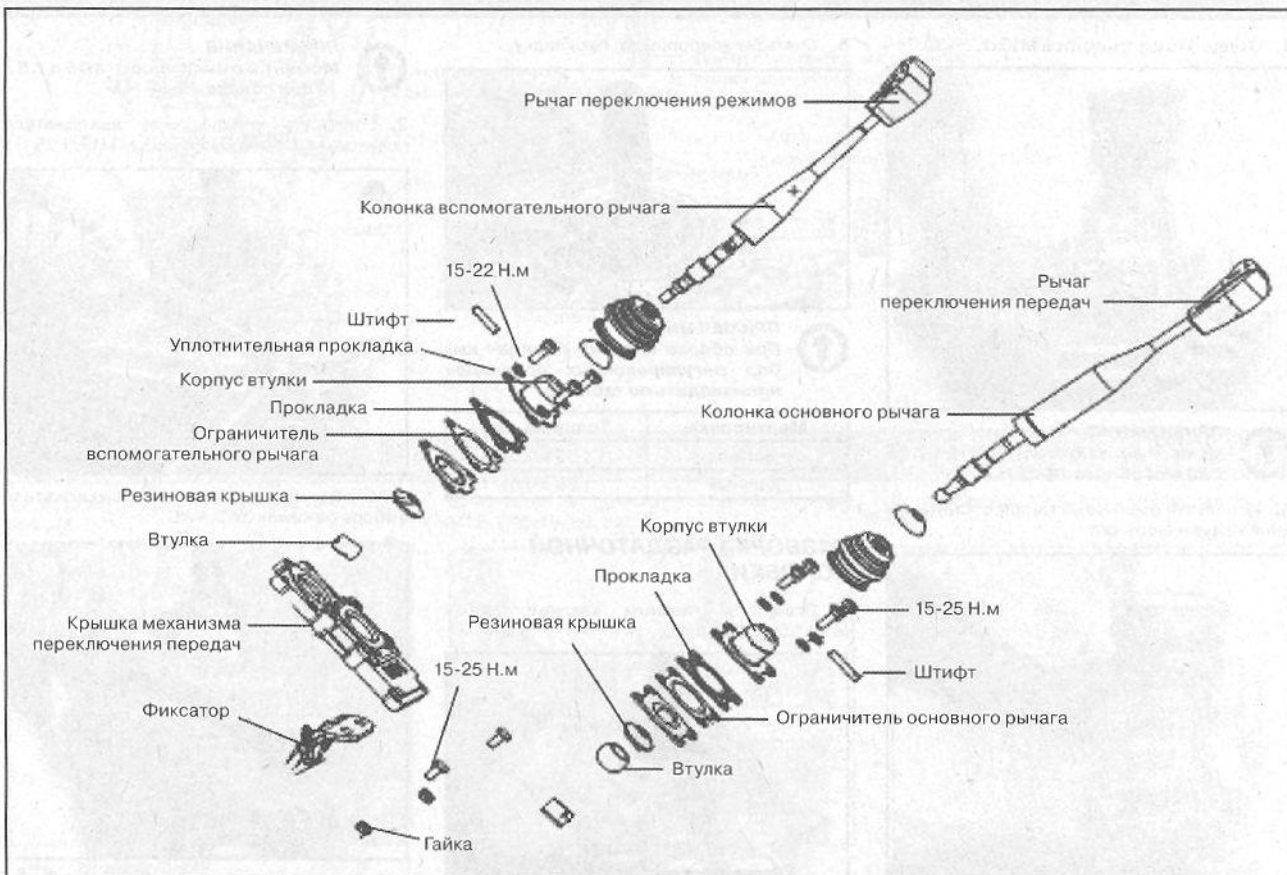 Рычаг переключения режимов
Колонка вспомогательного рычага
15-22 Н.м
Штифт
Уплотнительная прокладка
Корпус втулки
Прокладка
Ограничитель
вспомогательного рычага
Резиновая крышка
Втулка
Крышка механизма
переключения передач
Фиксатор
15-25 Н.м
Гайка
Рычаг
переключения передач
Колонка основного рычага
Корпус втулки
Прокладка
Резиновая крышка
15-25 Н.м
Штифт
Ограничитель основного рычага
Втулка